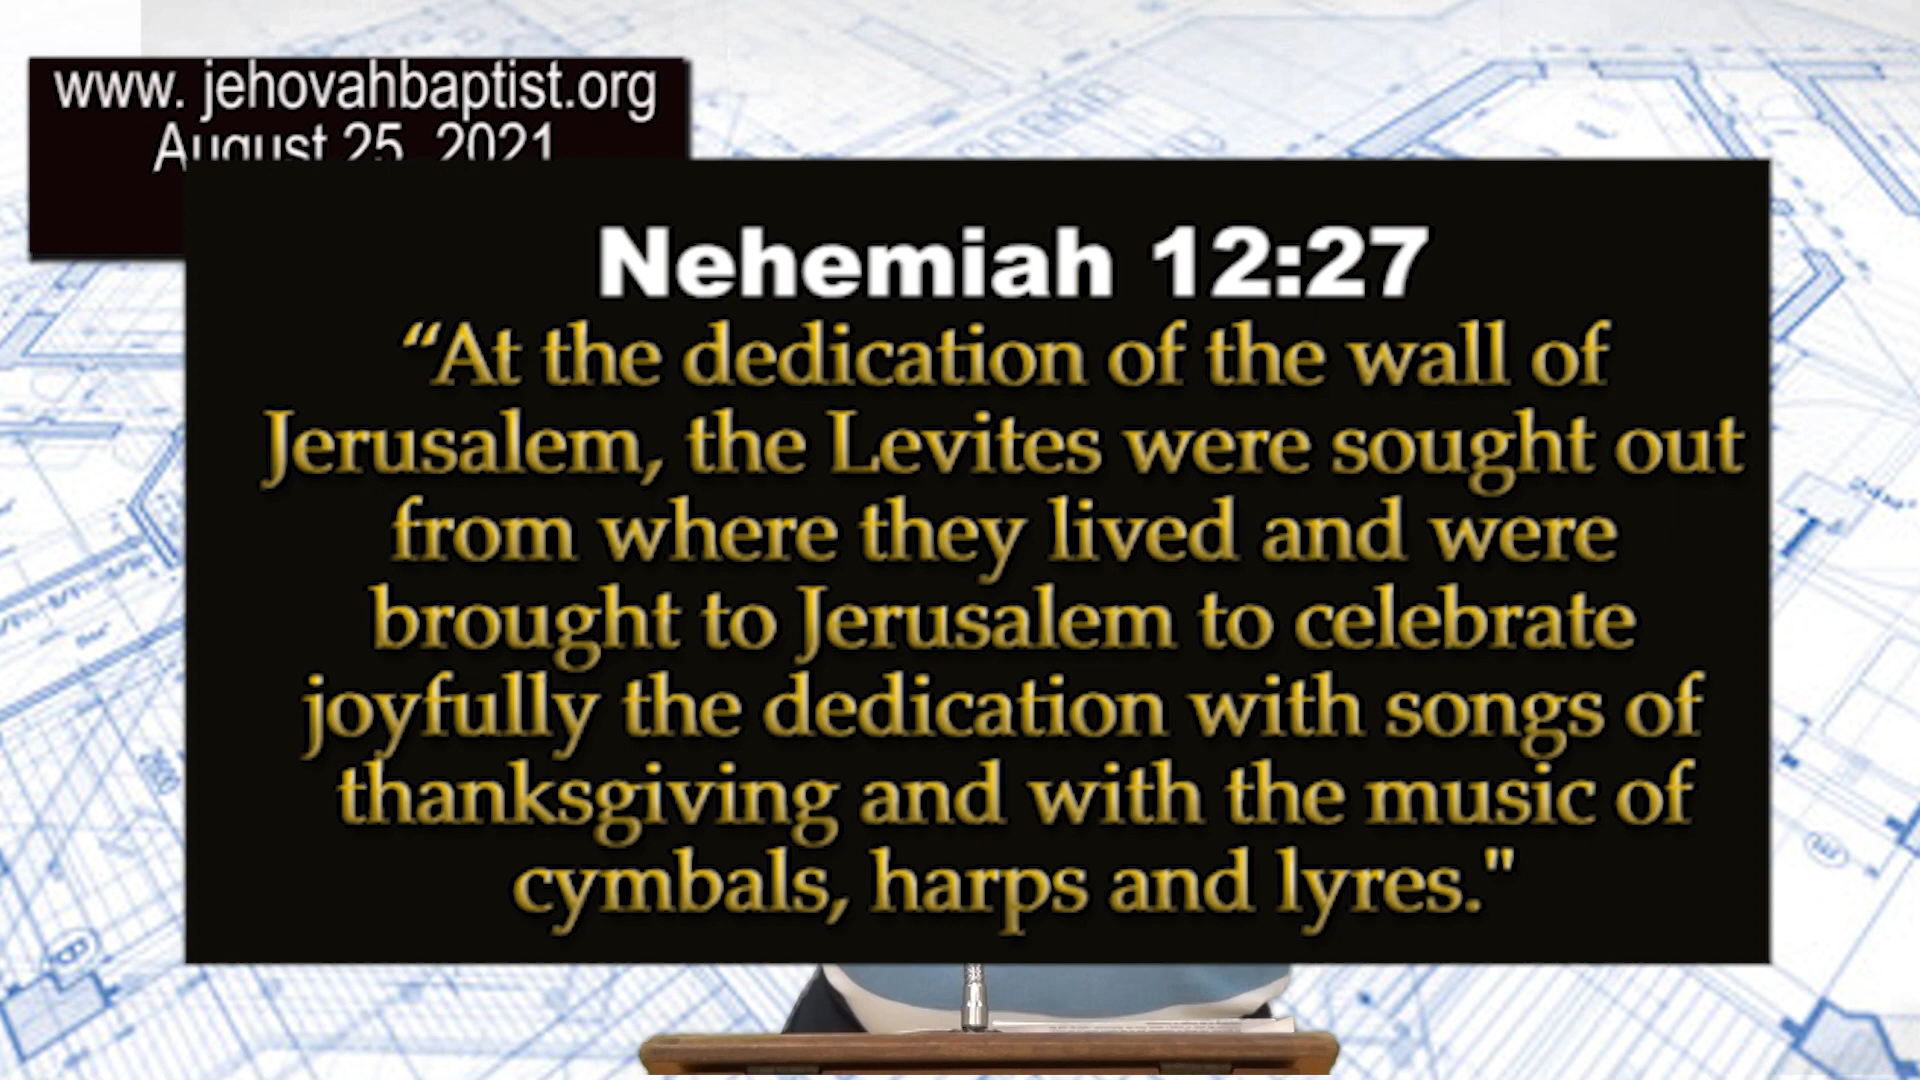 www. jehovahbaptist.org
August 25, 2021
Nehemiah 12:27
“At the dedication of the wall of
Jerusalem, the Levites were sought out
from where they lived and were
brought to Jerusalem to celebrate
joyfully the dedication with songs of
thanksgiving and with the music of
cymbals, harps and lyres."